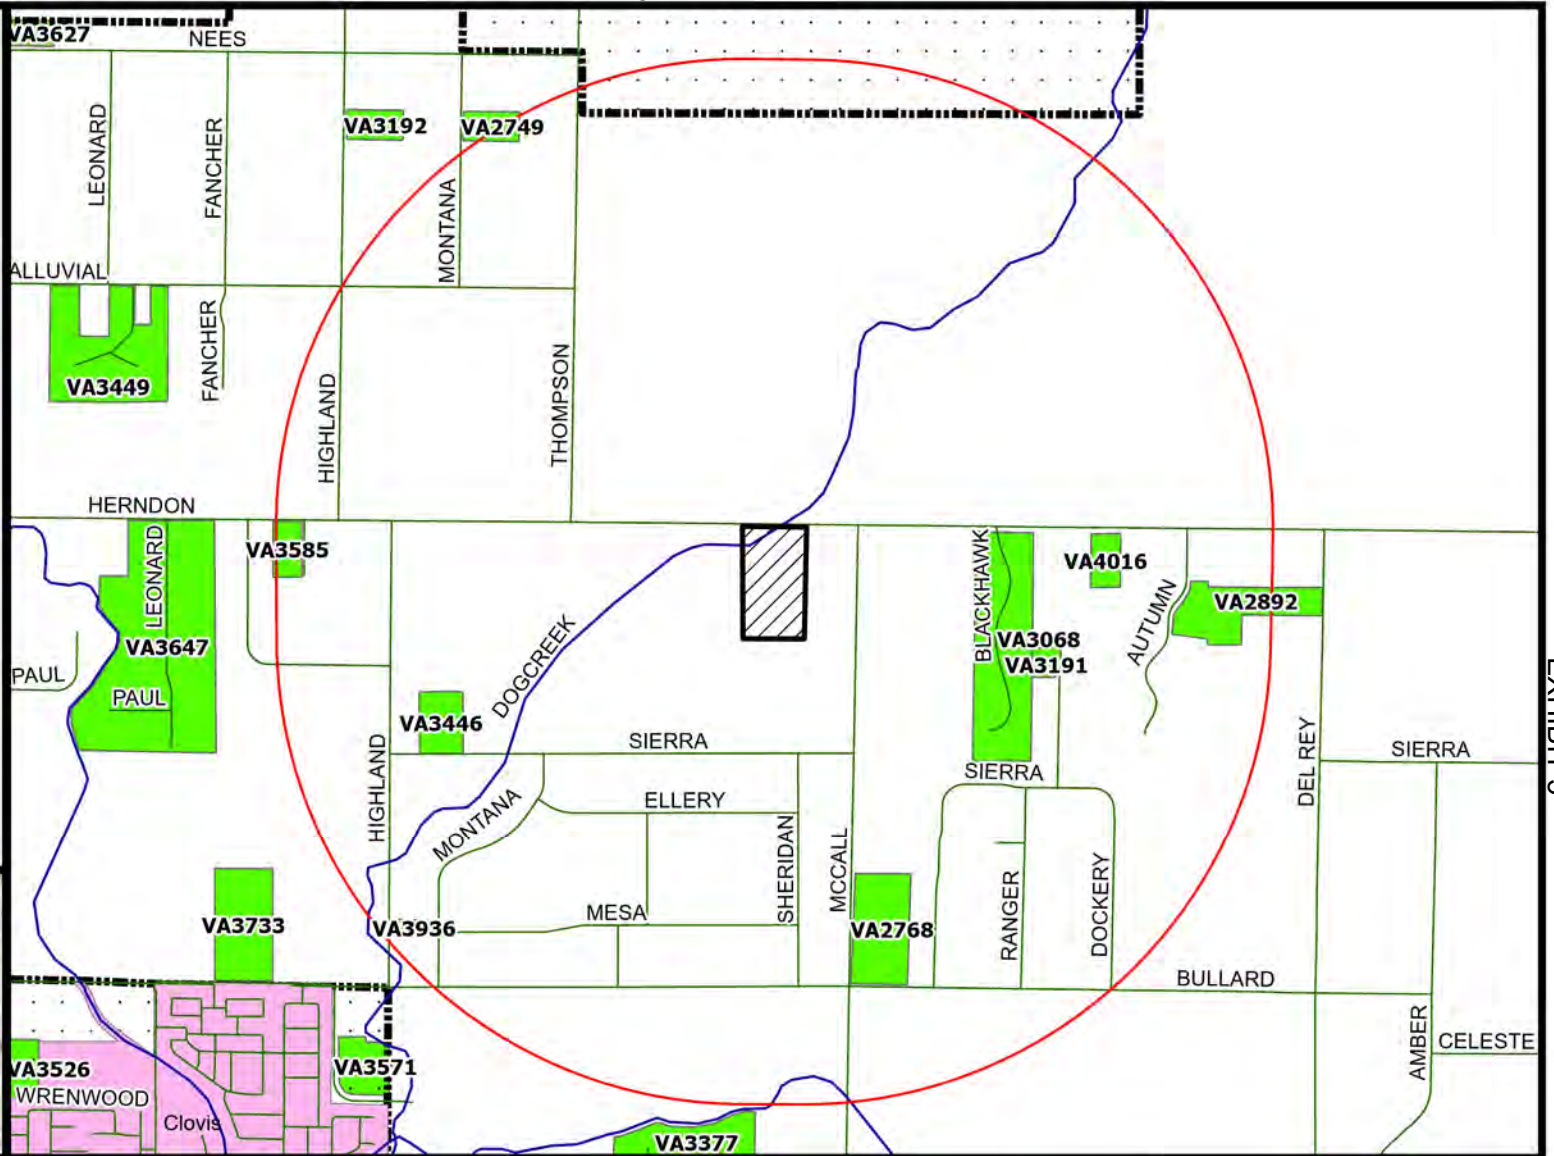 VA3627
NEES
LEONARD
FANCHER
VA3192
VA2749
MONTANA
ALLUVIAL
FANCHER
VA3449
HIGHLAND
THOMPSON
HERNDON
LEONARD
VA3585
BLACKHAWK
VA4016
AUTUMN
VA2892
VA3647
VA3068
VA3191
PAUL
PAUL
DOGCREEK
VA3446
SIERRA
SIERRA
SIERRA
HIGHLAND
MONTANA
ELLERY
DEL REY
SHERIDAN
MCCALL
RANGER
DOCKERY
VA3733
VA3936
MESA
VA2768
BULLARD
AMBER
CELESTE
VA3526
WRENWOOD
VA3571
Clovis
VA3377